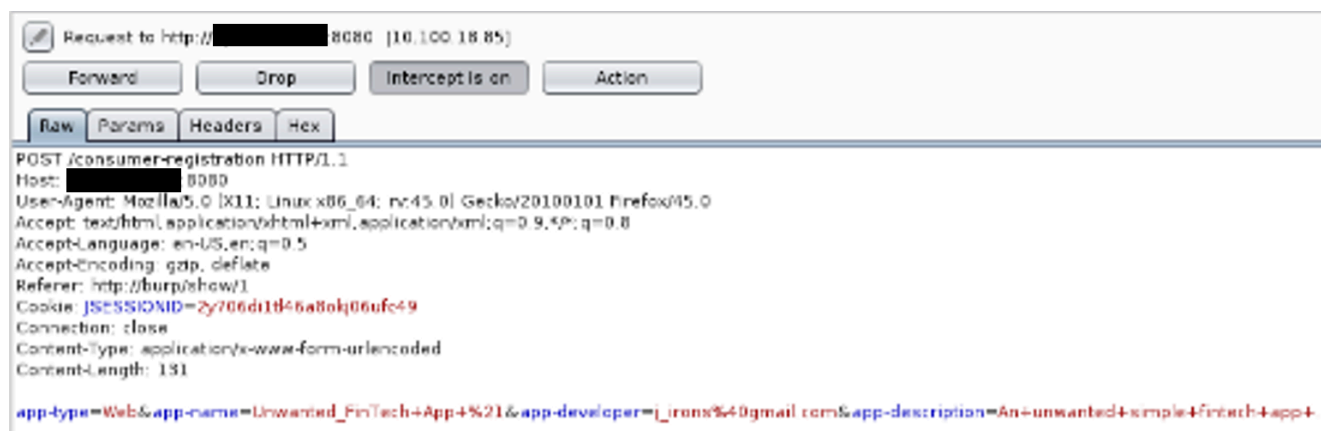 Request to http:// :8080 [10.100.18.85]
Forward Drop Intercept is on Action
Raw Params Headers Hex
POST /consumer-registration HTTP/1.1
Host: :8080
User-Agent: Mozilla/5.0 (X11; Linux x86_64; rv:45.0) Gecko/20100101 Firefox/45.0
Accept: text/html,application/xhtml+xml,application/xml;q=0.9,*/*;q=0.8
Accept-Language: en-US,en;q=0.5
Accept-Encoding: gzip, deflate
Referer: http://burp/show/1
Cookie: JSESSIONID=
Connection: close
Content-Type: application/x-www-form-urlencoded
Content-Length: 131
app-type=Web&app-name=Unwanted_FinTech+App+%21&app-developer=j_irons%40gmail.com&app-description=An+unwanted+simple+fintech+app+.